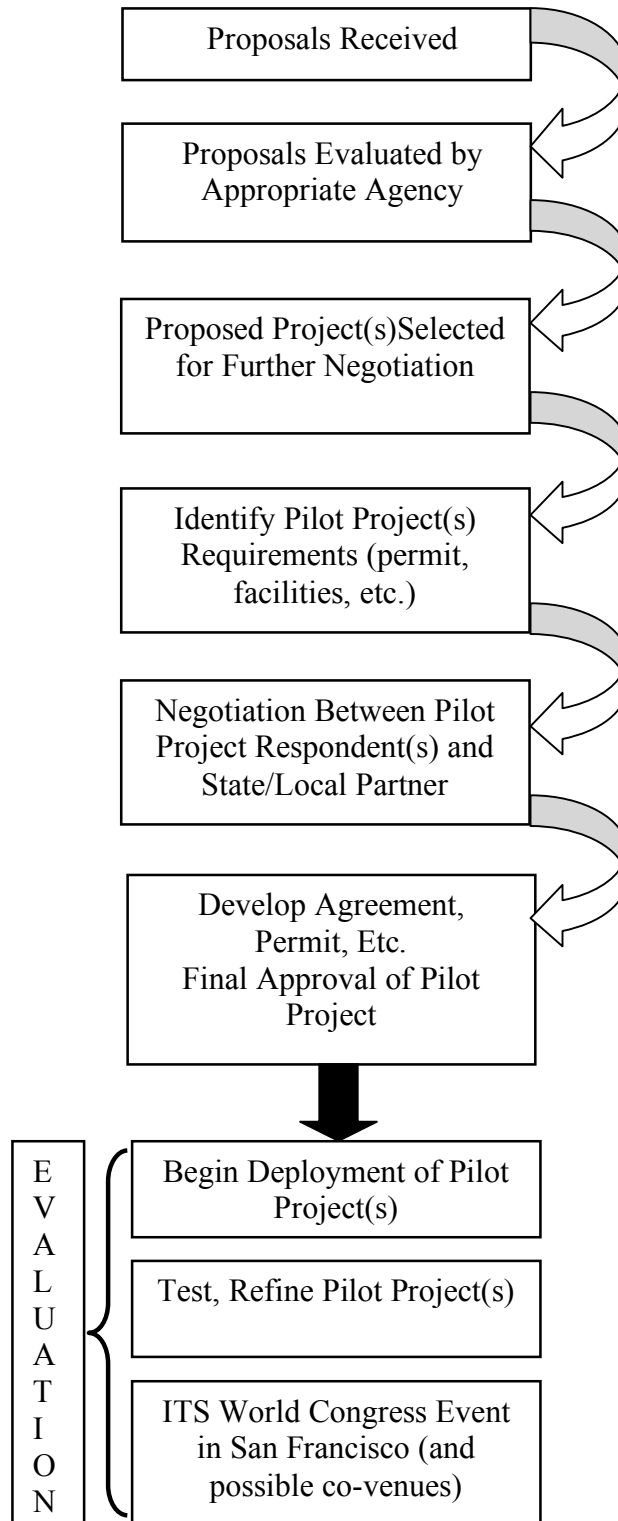 Proposals Received
Proposals Evaluated by
Appropriate Agency
Proposed Project(s)Selected
for Further Negotiation
Identify Pilot Project(s)
Requirements (permit,
facilities, etc.)
Negotiation Between Pilot
Project Respondent(s) and
State/Local Partner
Develop Agreement,
Permit, Etc.
Final Approval of Pilot
Project
EVALUATION
Begin Deployment of Pilot
Project(s)
Test, Refine Pilot Project(s)
ITS World Congress Event
in San Francisco (and
possible co-venues)